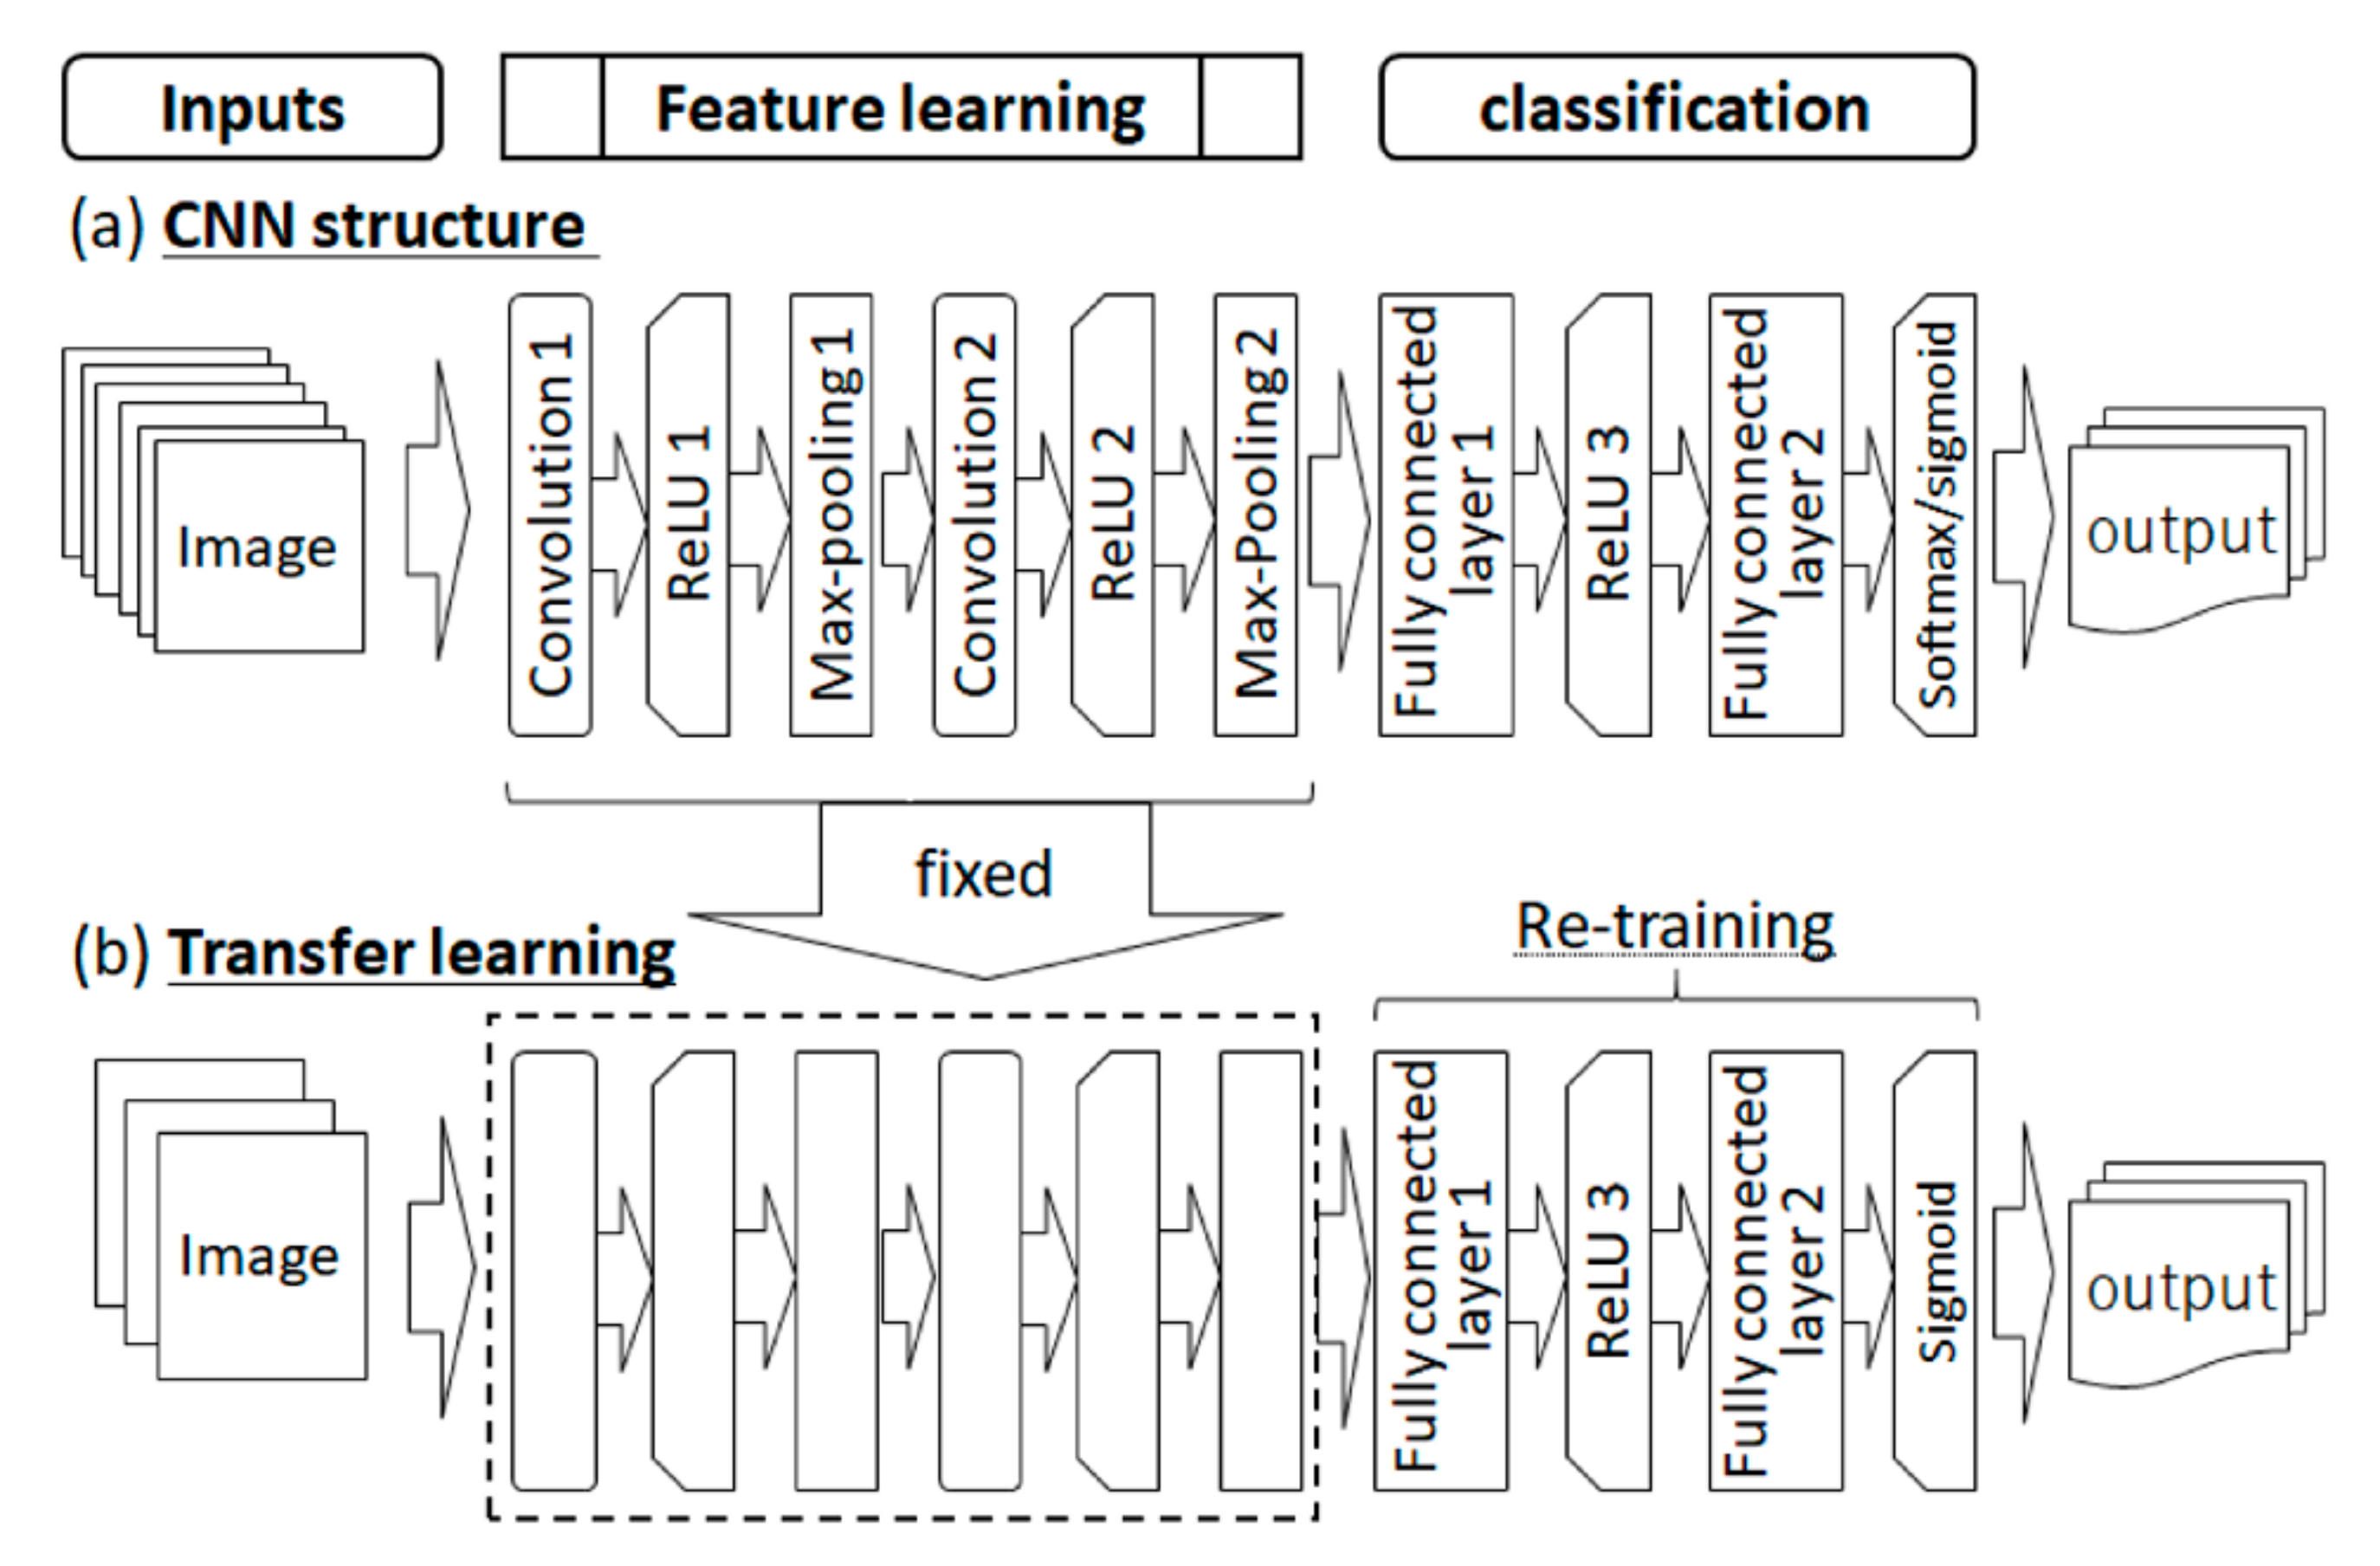 Inputs
Feature learning
classification
(a) CNN structure
Image
Convolution 1
ReLU 1
Max-pooling 1
Convolution 2
ReLU 2
Max-Pooling 2
Fully connected
layer 1
ReLU 3
Fully connected
layer 2
Softmax/sigmoid
output
fixed
(b) Transfer learning
Re-training
Image
Fully connected
layer 1
ReLU 3
Fully connected
layer 2
Sigmoid
output